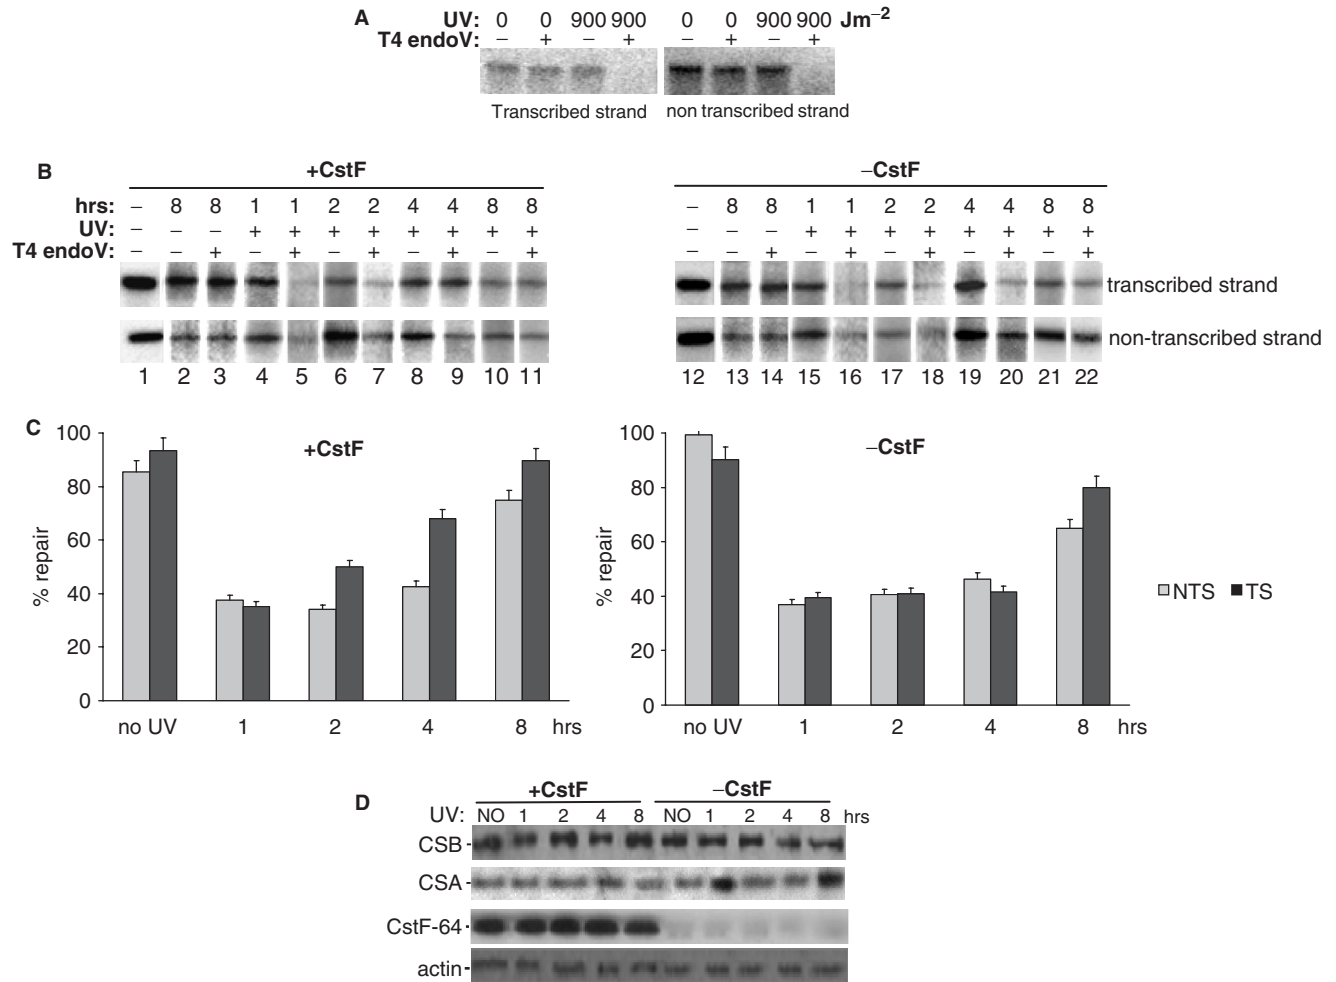 A
UV: 0 0 900 900 0 0 900 900 Jm−2
T4 endoV: − + − + − + − +
Transcribed strand non transcribed strand
B
+CstF −CstF
hrs: − 8 8 1 1 2 2 4 4 8 8 − 8 8 1 1 2 2 4 4 8 8
UV: − − − + + + + + + + + − − − + + + + + + + +
T4 endoV: − − + − + − + − + − + − − + − + − + − + − +
transcribed strand
non-transcribed strand
1 2 3 4 5 6 7 8 9 10 11 12 13 14 15 16 17 18 19 20 21 22
C
+CstF
% repair
100
80
60
40
20
0
no UV 1 2 4 8 hrs
−CstF
% repair
100
80
60
40
20
0
no UV 1 2 4 8 hrs
NTS TS
D
+CstF −CstF
UV: NO 1 2 4 8 NO 1 2 4 8 hrs
CSB
CSA
CstF-64
actin